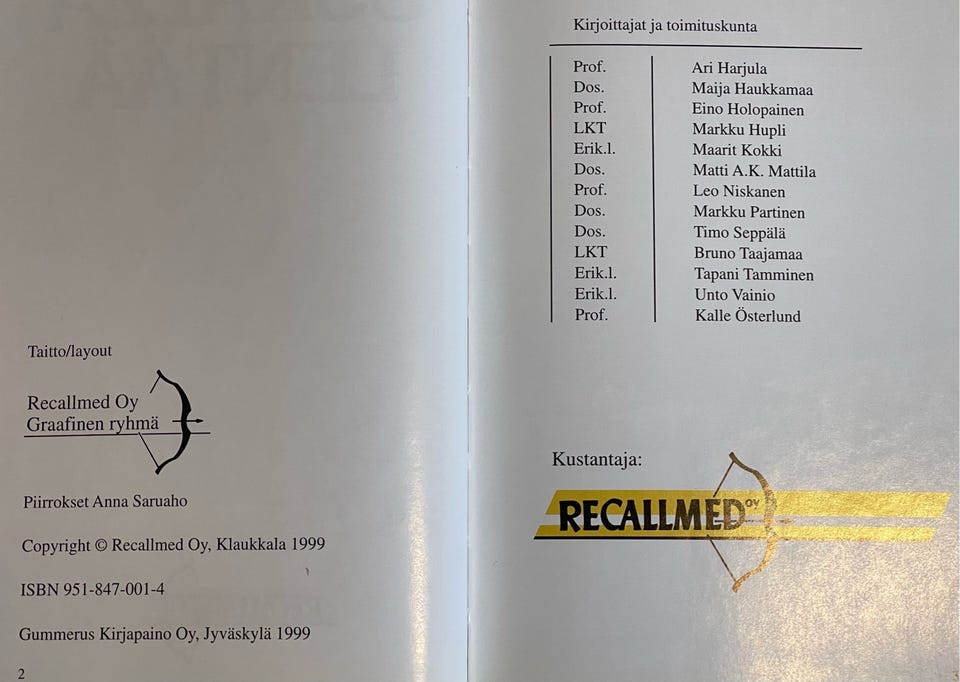 Taitto/layout
Recallmed Oy
Graafinen ryhmä
Piirrokset Anna Saruaho
Copyright © Recallmed Oy, Klaukkala 1999
ISBN 951-847-001-4
Gummerus Kirjapaino Oy, Jyväskylä 1999
2
Kirjoittajat ja toimituskunta
Prof. Ari Harjula
Dos. Maija Haukkamaa
Prof. Eino Holopainen
LKT Markku Hupli
Erik.l. Maarit Kokki
Dos. Matti A.K. Mattila
Prof. Leo Niskanen
Dos. Markku Partinen
Dos. Timo Seppälä
LKT Bruno Taajamaa
Erik.l. Tapani Tamminen
Erik.l. Unto Vainio
Prof. Kalle Österlund
Kustantaja:
RECALLMED OY